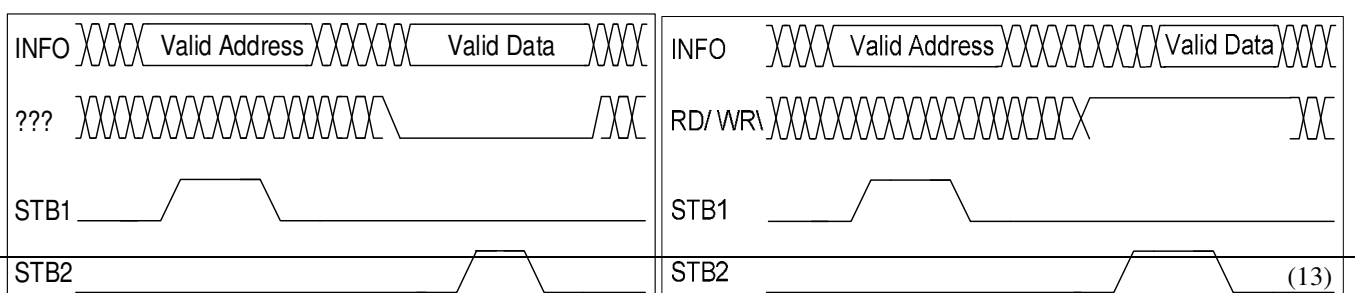 INFO Valid Address Valid Data
???
STB1
STB2
INFO Valid Address Valid Data
RD/ WR\
STB1
STB2
(13)